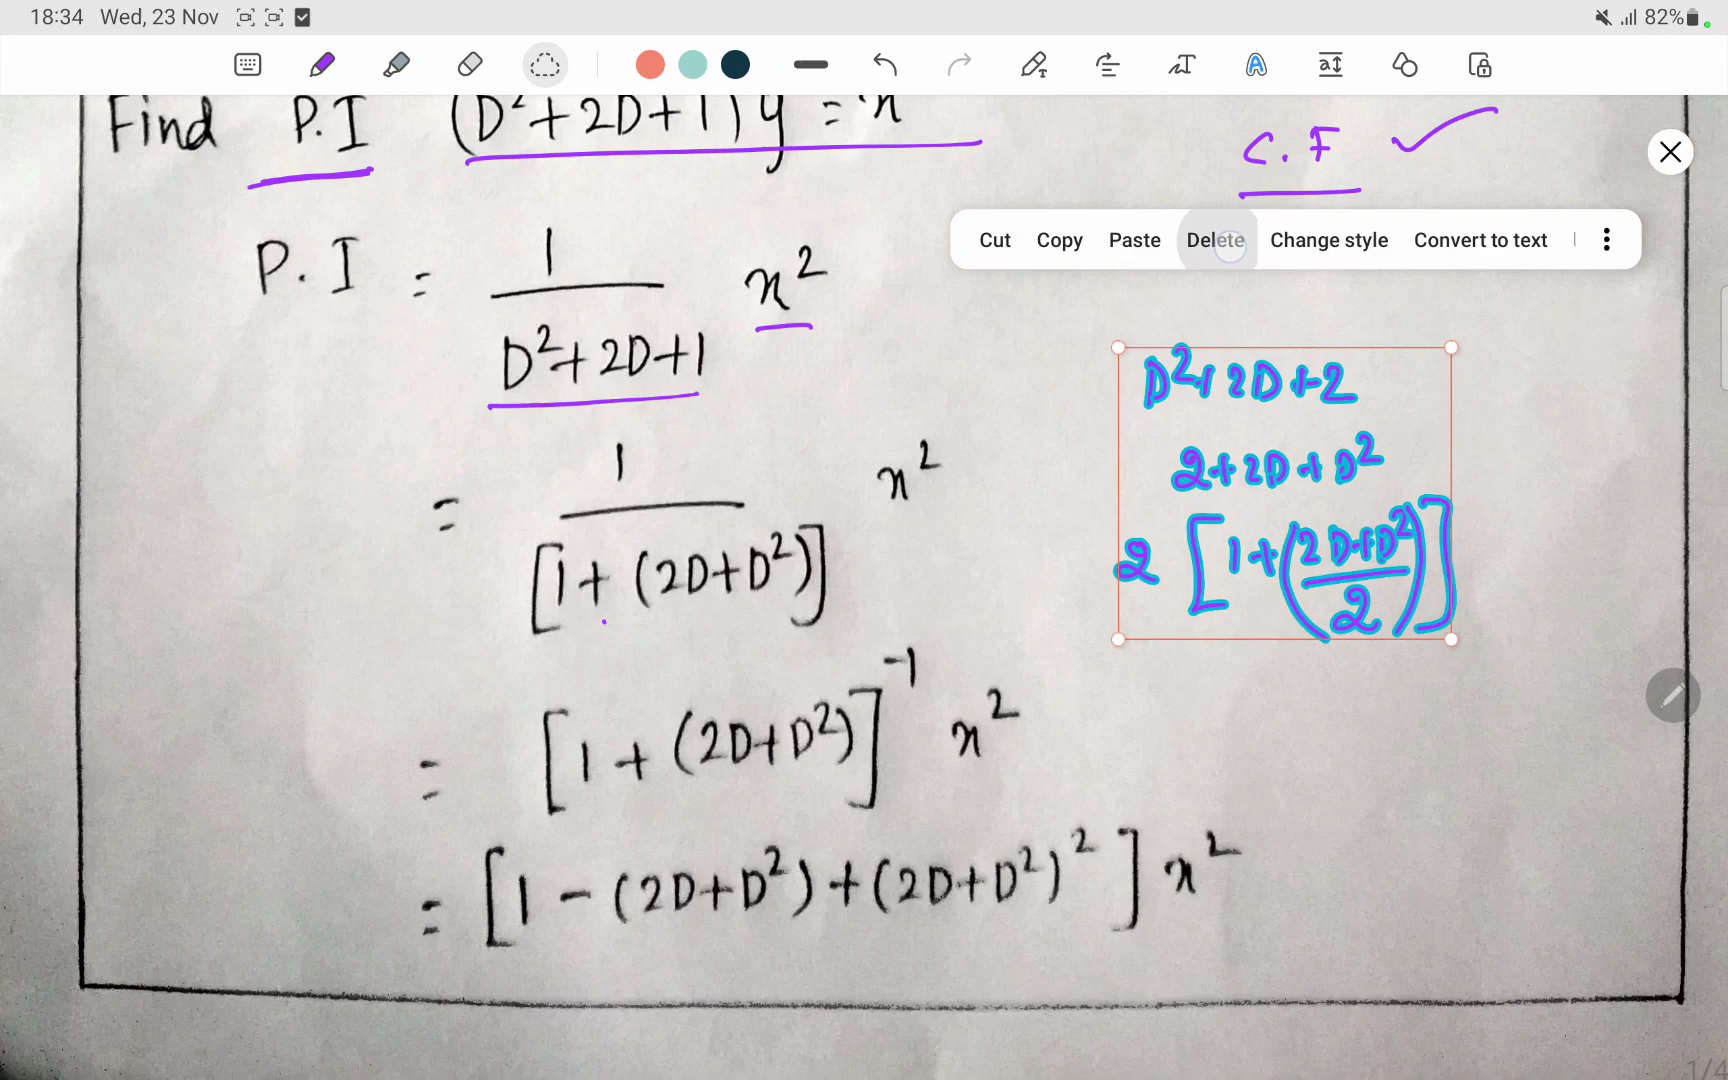 18:34 Wed, 23 Nov 82%
Find P.I (D²+2D+1)y = x
C.F
Cut Copy Paste Delete Change style Convert to text
P.I = 1/(D²+2D+1) x²
D²+2D+2
2+2D+D²
2[1+((2D+D²)/2)]
= 1/[1+(2D+D²)] x²
= [1+(2D+D²)]⁻¹ x²
= [1-(2D+D²)+(2D+D²)²] x²
1/4